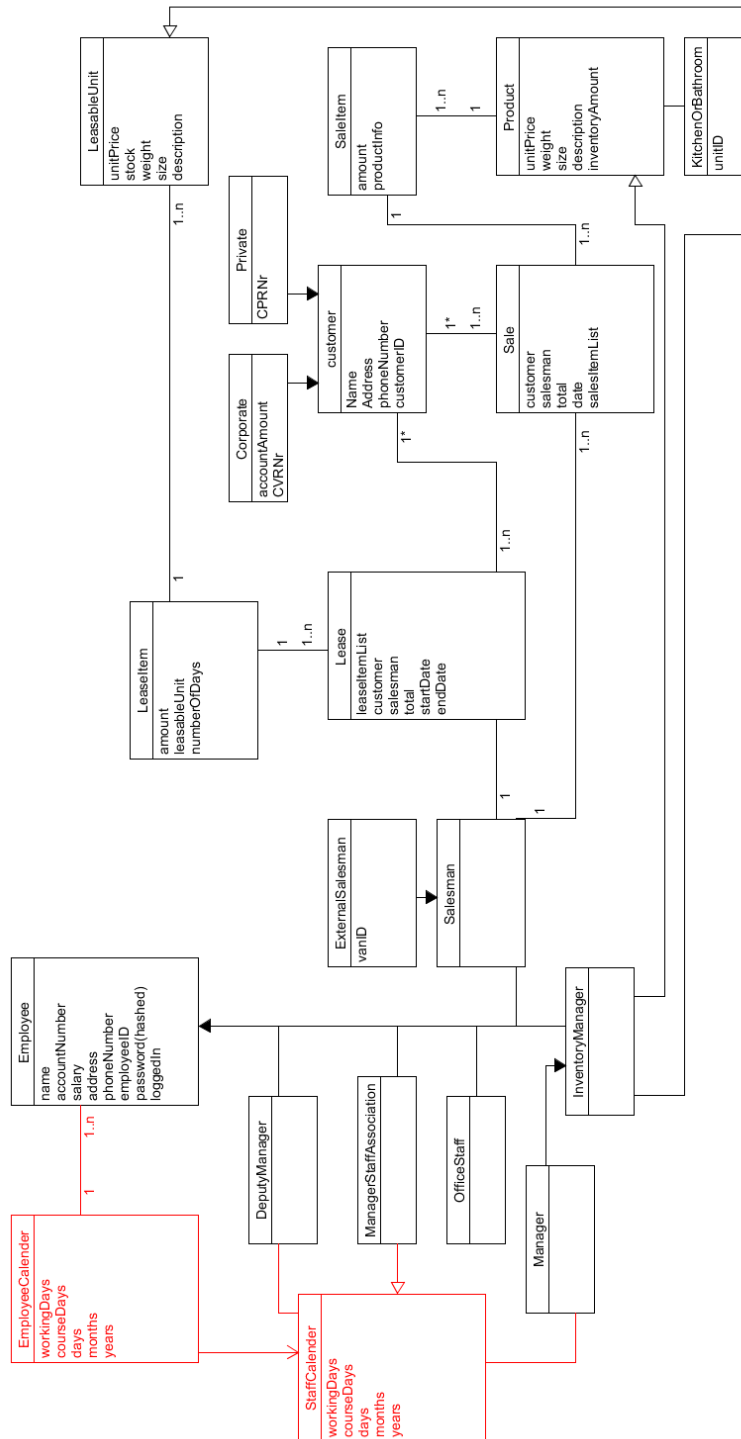 EmployeeCalender
workingDays
courseDays
days
months
years
1
1..n
Employee
name
accountNumber
salary
address
phoneNumber
employeeID
password(hashed)
loggedIn
LeaseItem
amount
leasableUnit
numberOfDays
1
1..n
LeasableUnit
unitPrice
stock
weight
size
description
1
1..n
Corporate
accountAmount
CVRNr
Private
CPRNr
StaffCalender
workingDays
courseDays
days
months
years
DeputyManager
ManagerStaffAssociation
OfficeStaff
ExternalSalesman
vanID
Salesman
1
1
Lease
leaseItemList
customer
salesman
total
startDate
endDate
1..n
customer
Name
Address
phoneNumber
customerID
1*
1*
1..n
SaleItem
amount
productInfo
1
1..n
1..n
1
Manager
InventoryManager
Sale
customer
salesman
total
date
salesItemList
1..n
Product
unitPrice
weight
size
description
inventoryAmount
KitchenOrBathroom
unitID